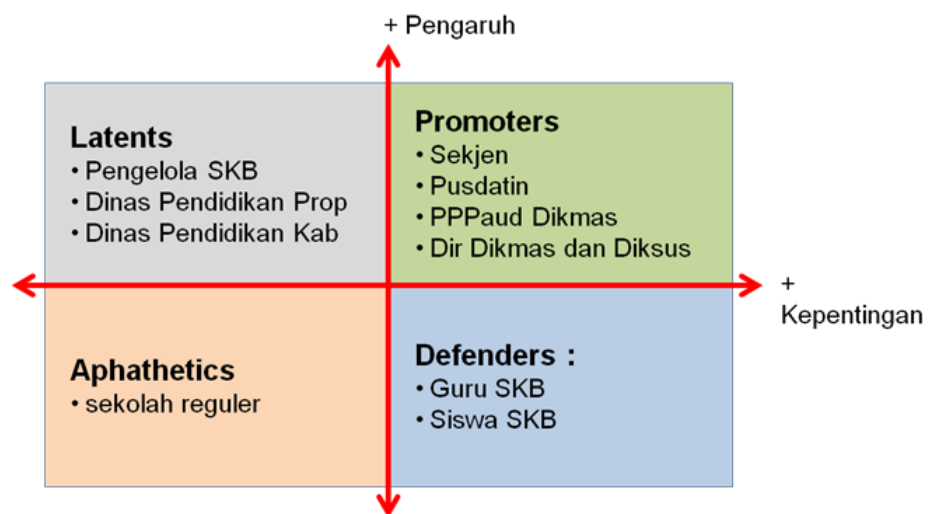 + Pengaruh
Latents
• Pengelola SKB
• Dinas Pendidikan Prop
• Dinas Pendidikan Kab
Promoters
• Sekjen
• Pusdatin
• PPPaud Dikmas
• Dir Dikmas dan Diksus
+
Kepentingan
Aphathetics
• sekolah reguler
Defenders :
• Guru SKB
• Siswa SKB